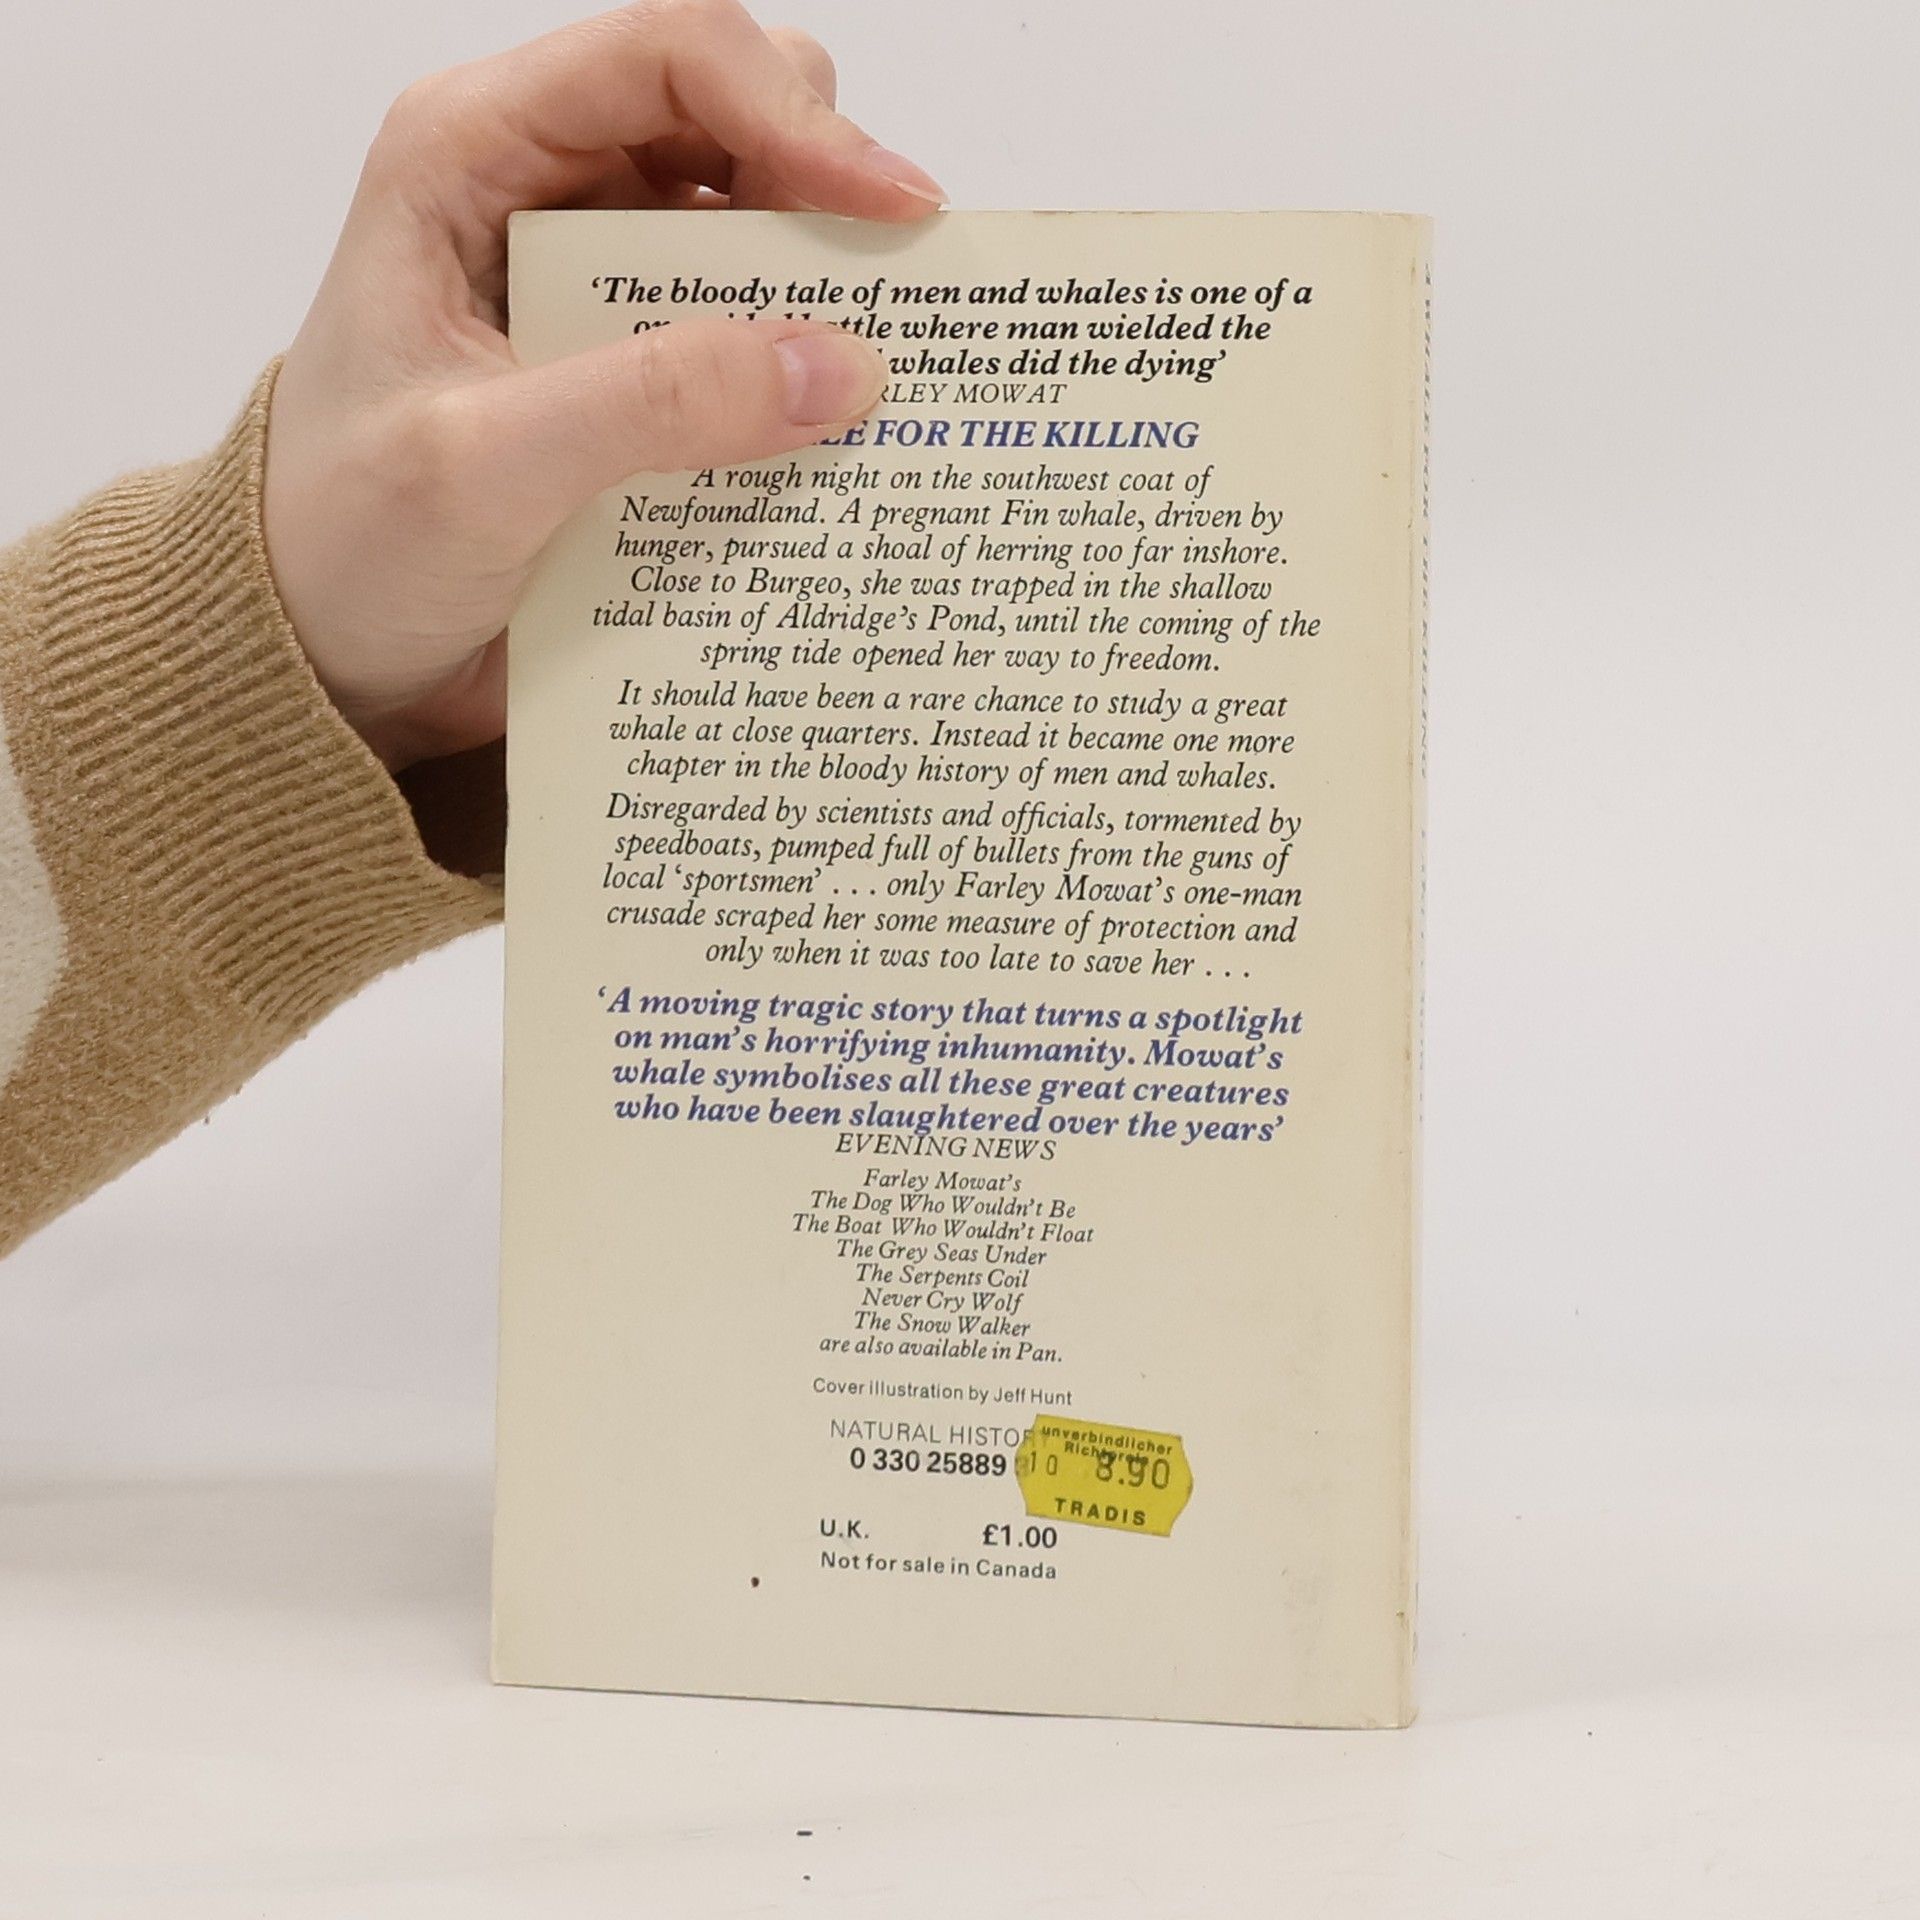 ‘The bloody tale of men and whales is one of a
where man wielded the
whales did the dying’
MOWAT
FOR THE KILLING
A rough night on the southwest coat of
Newfoundland. A pregnant Fin whale, driven by
hunger, pursued a shoal of herring too far inshore.
Close to Burgeo, she was trapped in the shallow
tidal basin of Aldridge’s Pond, until the coming of the
spring tide opened her way to freedom.
It should have been a rare chance to study a great
whale at close quarters. Instead it became one more
chapter in the bloody history of men and whales.
Disregarded by scientists and officials, tormented by
speedboats, pumped full of bullets from the guns of
local ‘sportsmen’ . . . only Farley Mowat’s one-man
crusade scraped her some measure of protection and
only when it was too late to save her . . .
‘A moving tragic story that turns a spotlight
on man’s horrifying inhumanity. Mowat’s
whale symbolises all these great creatures
who have been slaughtered over the years’
EVENING NEWS
Farley Mowat’s
The Dog Who Wouldn’t Be
The Boat Who Wouldn’t Float
The Grey Seas Under
The Serpents Coil
Never Cry Wolf
The Snow Walker
are also available in Pan.
Cover illustration by Jeff Hunt
NATURAL HISTORY
0 330 25889
unverbindlicher
Richtpreis
10 8.90
TRADIS
U.K. £1.00
Not for sale in Canada